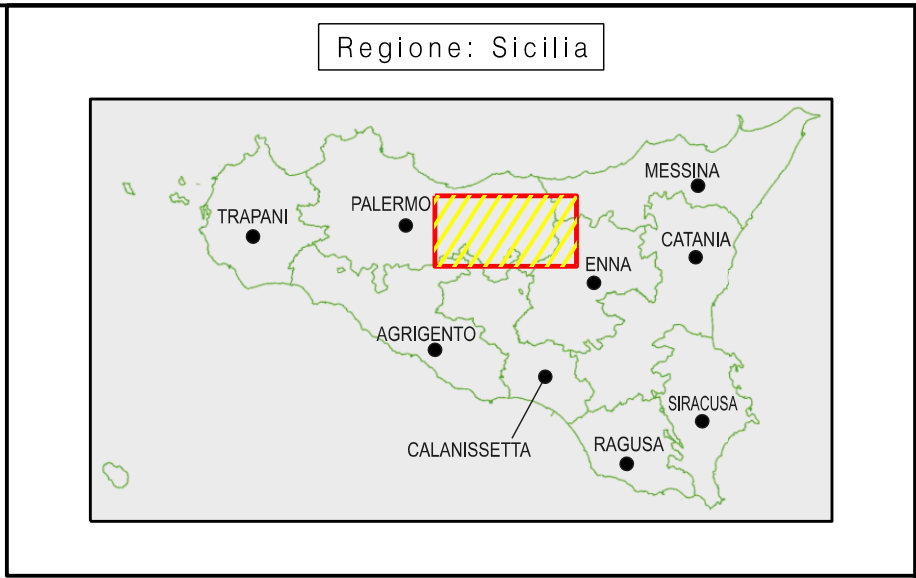 Regione: Sicilia
MESSINA
PALERMO
TRAPANI
CATANIA
ENNA
AGRIGENTO
SIRACUSA
CALANISSETTA
RAGUSA